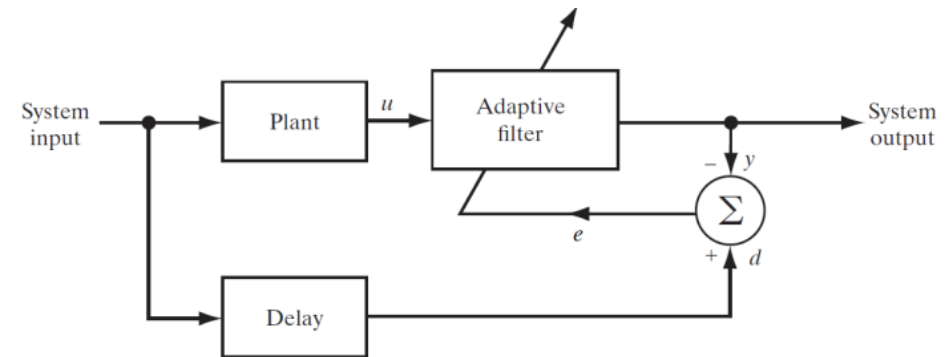 System
input
Plant
u
Adaptive
filter
System
output
− y
Σ
e
+ d
Delay